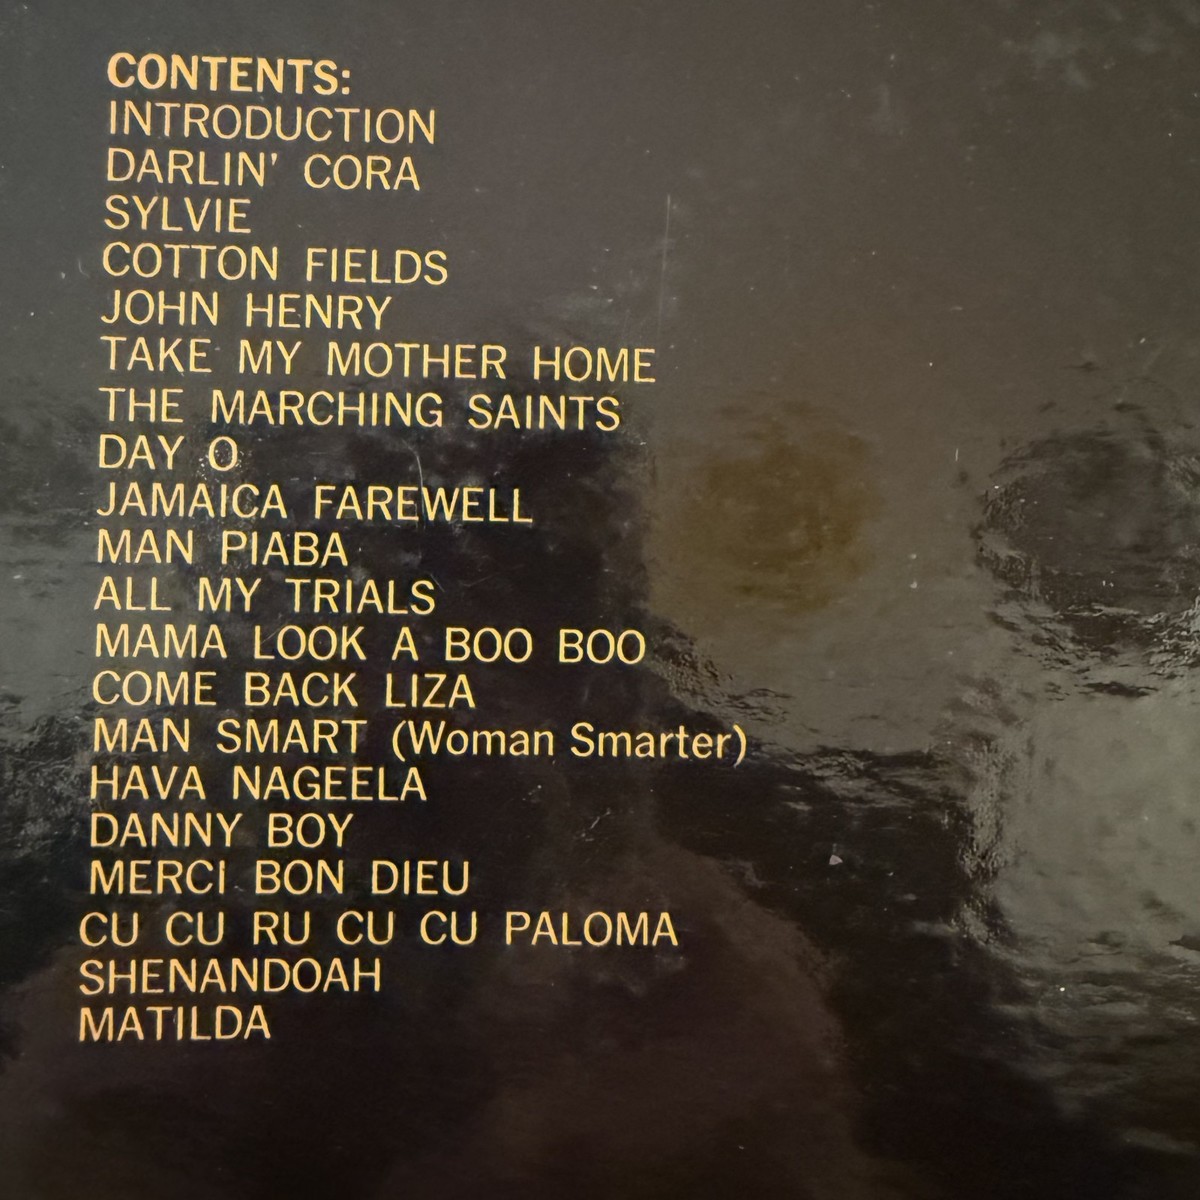 CONTENTS:
INTRODUCTION
DARLIN' CORA
SYLVIE
COTTON FIELDS
JOHN HENRY
TAKE MY MOTHER HOME
THE MARCHING SAINTS
DAY O
JAMAICA FAREWELL
MAN PIABA
ALL MY TRIALS
MAMA LOOK A BOO BOO
COME BACK LIZA
MAN SMART (Woman Smarter)
HAVA NAGEELA
DANNY BOY
MERCI BON DIEU
CU CU RU CU CU PALOMA
SHENANDOAH
MATILDA